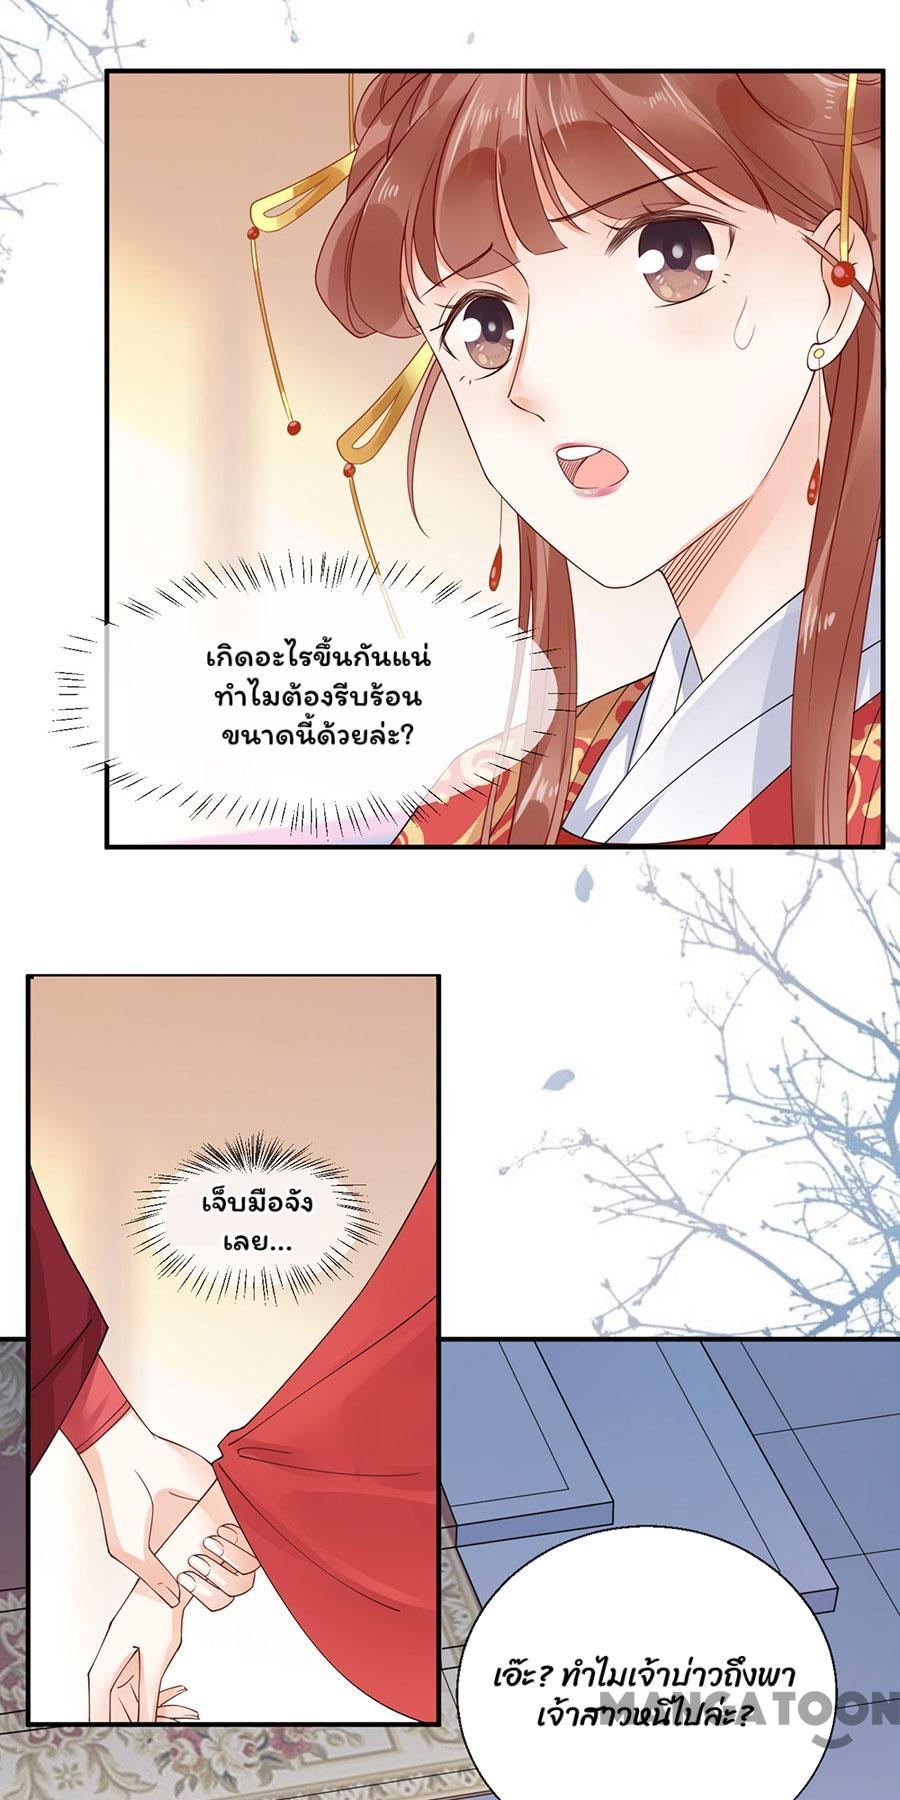 เกิดอะไรขึ้นกันแน่
ทำไมต้องรีบร้อน
ขนาดนี้ด้วยล่ะ?
เจ็บมือจัง
เลย...
เอ๊ะ? ทำไมเจ้าบ่าวถึงพา
เจ้าสาวหนีไปล่ะ?
MANGATOON